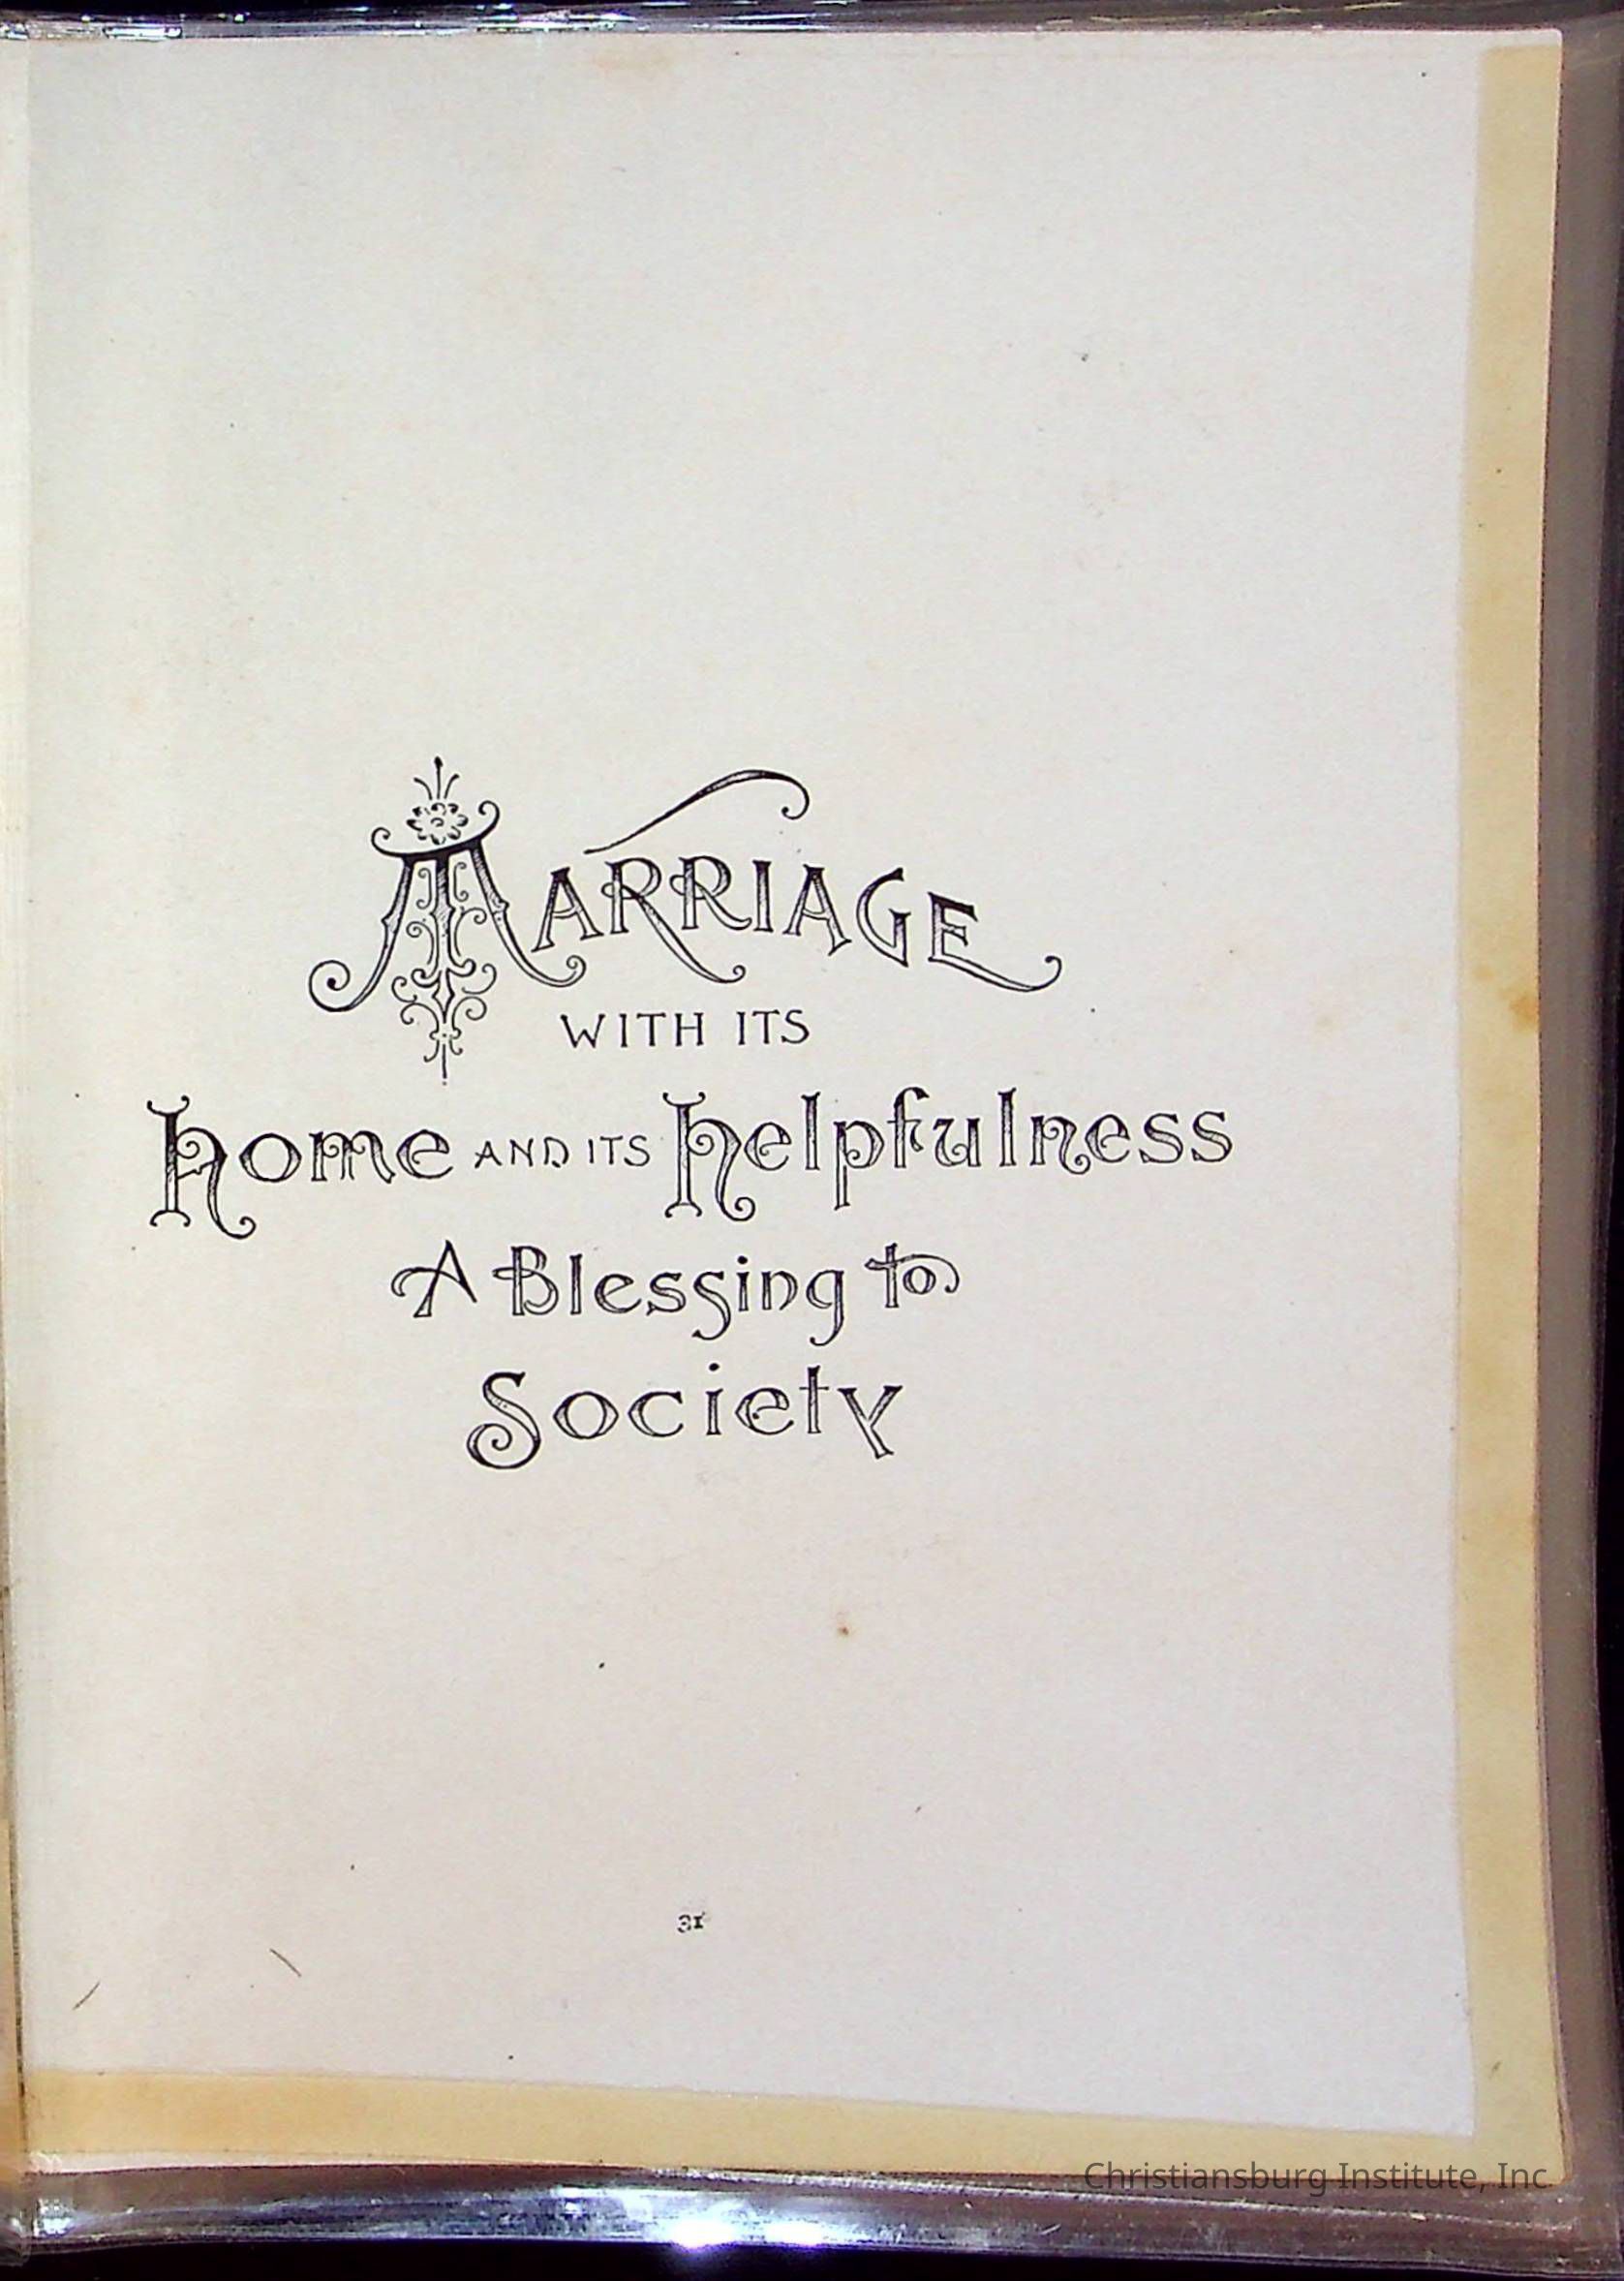 MARRIAGE
WITH ITS
Home AND ITS Helpfulness
A Blessing to
Society
31
Christiansburg Institute, Inc